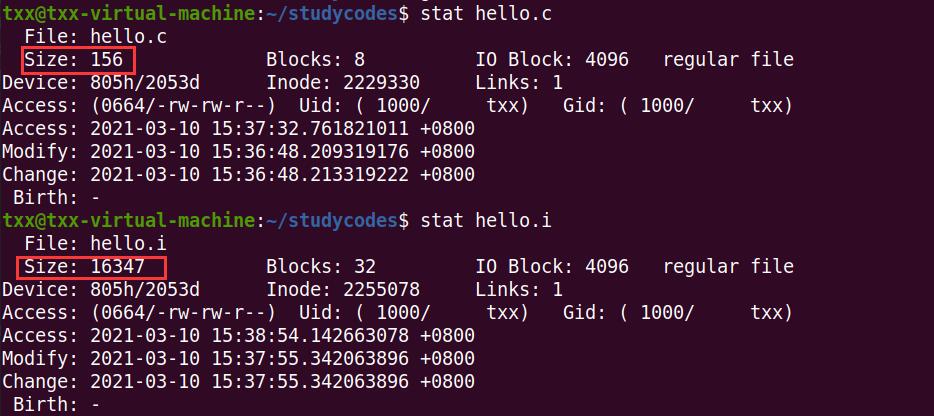 txx@txx-virtual-machine:~/studycodes$ stat hello.c
  File: hello.c
  Size: 156             Blocks: 8          IO Block: 4096   regular file
Device: 805h/2053d      Inode: 2229330     Links: 1
Access: (0664/-rw-rw-r--)  Uid: ( 1000/     txx)   Gid: ( 1000/     txx)
Access: 2021-03-10 15:37:32.761821011 +0800
Modify: 2021-03-10 15:36:48.209319176 +0800
Change: 2021-03-10 15:36:48.213319222 +0800
 Birth: -
txx@txx-virtual-machine:~/studycodes$ stat hello.i
  File: hello.i
  Size: 16347           Blocks: 32         IO Block: 4096   regular file
Device: 805h/2053d      Inode: 2255078     Links: 1
Access: (0664/-rw-rw-r--)  Uid: ( 1000/     txx)   Gid: ( 1000/     txx)
Access: 2021-03-10 15:38:54.142663078 +0800
Modify: 2021-03-10 15:37:55.342063896 +0800
Change: 2021-03-10 15:37:55.342063896 +0800
 Birth: -